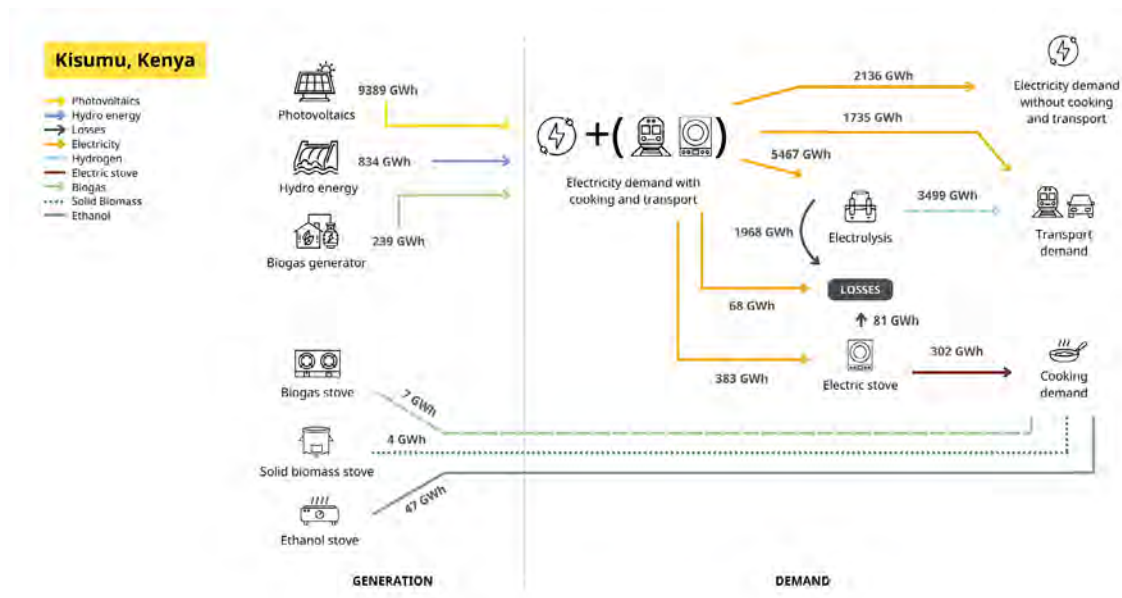 Kisumu, Kenya
Photovoltaics
Hydro energy
Losses
Electricity
Hydrogen
Electric stove
Biogas
Solid Biomass
Ethanol
9389 GWh
Photovoltaics
834 GWh
Hydro energy
239 GWh
Biogas generator
Biogas stove
7 GWh
4 GWh
Solid biomass stove
47 GWh
Ethanol stove
GENERATION
+(
)
Electricity demand with
cooking and transport
2136 GWh
Electricity demand
without cooking
and transport
1735 GWh
5467 GWh
3499 GWh
Electrolysis
Transport
demand
1968 GWh
LOSSES
68 GWh
81 GWh
383 GWh
Electric stove
302 GWh
Cooking
demand
DEMAND